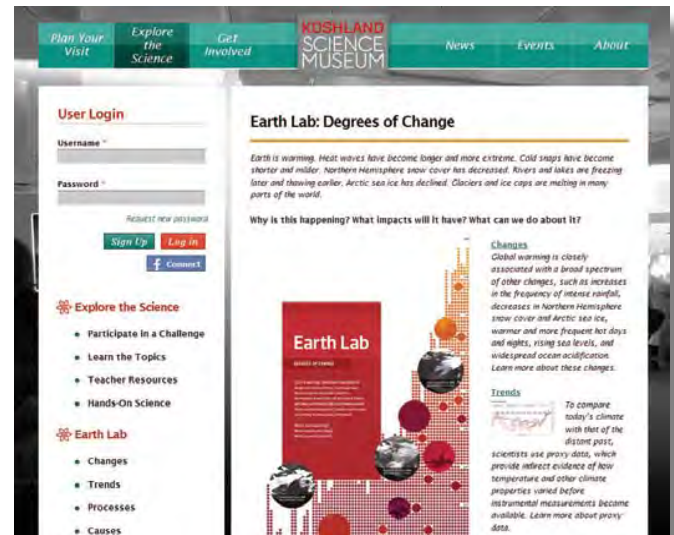 Plan Your
Visit
Explore
the
Science
Get
Involved
KOSHLAND
SCIENCE
MUSEUM
News
Events
About
User Login
Username *
Password *
Request new password
Sign Up
Log in
f Connect
Explore the Science
Participate in a Challenge
Learn the Topics
Teacher Resources
Hands-On Science
Earth Lab
Changes
Trends
Processes
Causes
Earth Lab: Degrees of Change
Earth is warming. Heat waves have become longer and more extreme. Cold snaps have become
shorter and milder. Northern Hemisphere snow cover has decreased. Rivers and lakes are freezing
later and thawing earlier. Arctic sea ice has declined. Glaciers and ice caps are melting in many
parts of the world.
Why is this happening? What impacts will it have? What can we do about it?
Earth Lab
DEGREES OF CHANGE
Changes
Global warming is closely
associated with a broad spectrum
of other changes, such as increases
in the frequency of intense rainfall,
decreases in Northern Hemisphere
snow cover and Arctic sea ice,
warmer and more frequent hot days
and nights, rising sea levels, and
widespread ocean acidification.
Learn more about these changes.
Trends
To compare
today's climate
with that of the
distant past,
scientists use proxy data, which
provide indirect evidence of how
temperature and other climate
properties varied before
instrumental measurements became
available. Learn more about proxy
data.